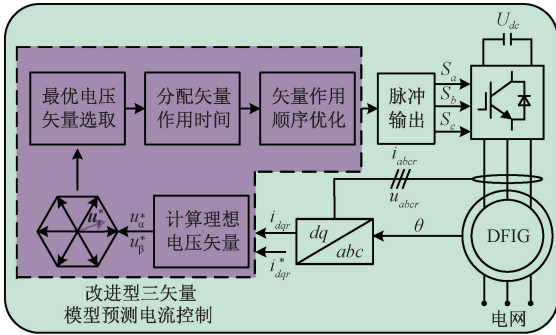 U_dc
最优电压
矢量选取
分配矢量
作用时间
矢量作用
顺序优化
脉冲
输出
S_a
S_b
S_c
i_abcr
u_abcr
u_r^*
u_α^*
u_β^*
计算理想
电压矢量
i_dqr
i_dqr^*
dq
abc
θ
DFIG
改进型三矢量
模型预测电流控制
电网